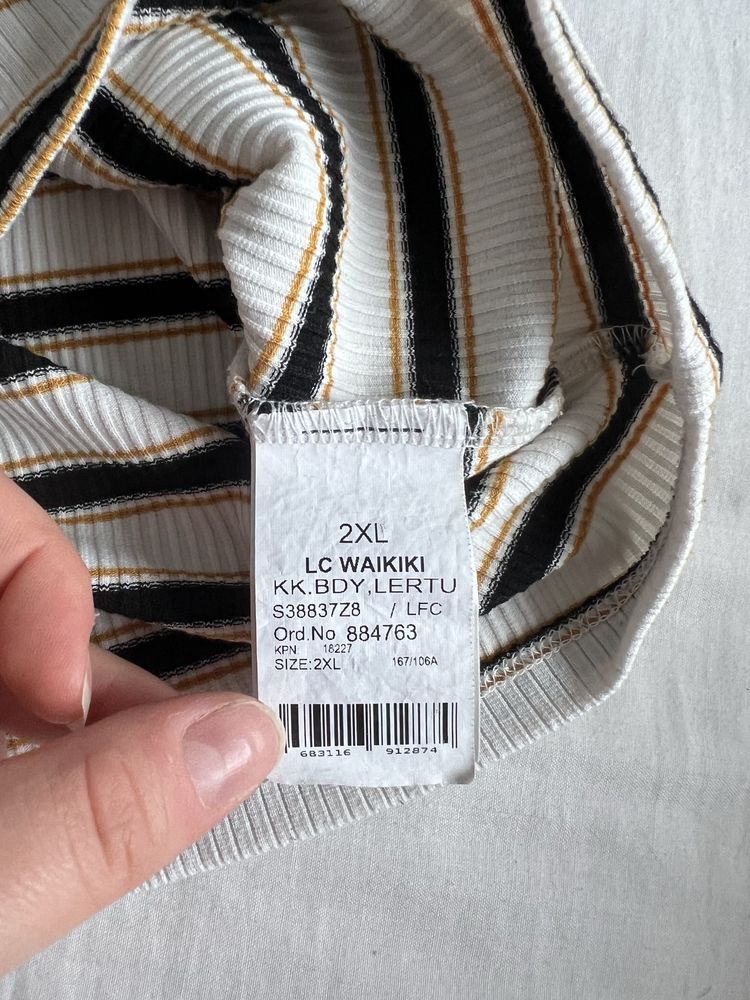 2XL
LC WAIKIKI
KK.BDY,LERTU
S38837Z8 / LFC
Ord.No 884763
KPN 18227
SIZE:2XL 167/106A
683116 912874